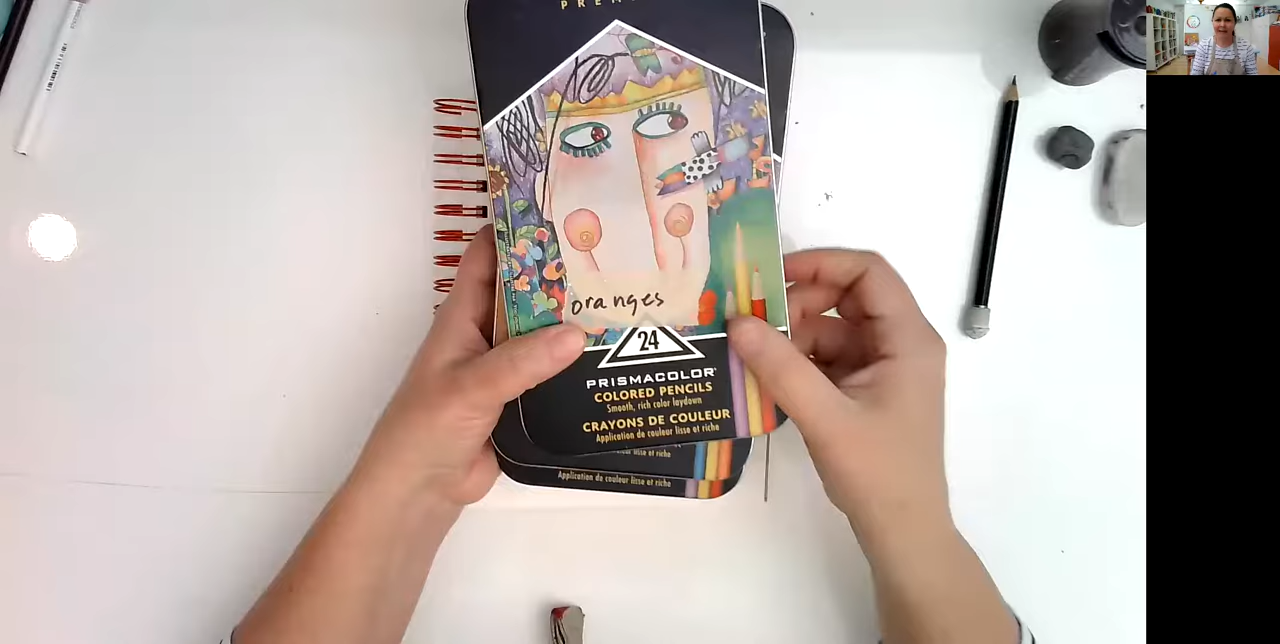 oranges
24
PRISMACOLOR
COLORED PENCILS
Smooth, rich color laydown
CRAYONS DE COULEUR
Application de couleur lisse et riche
Application de couleur lisse et riche